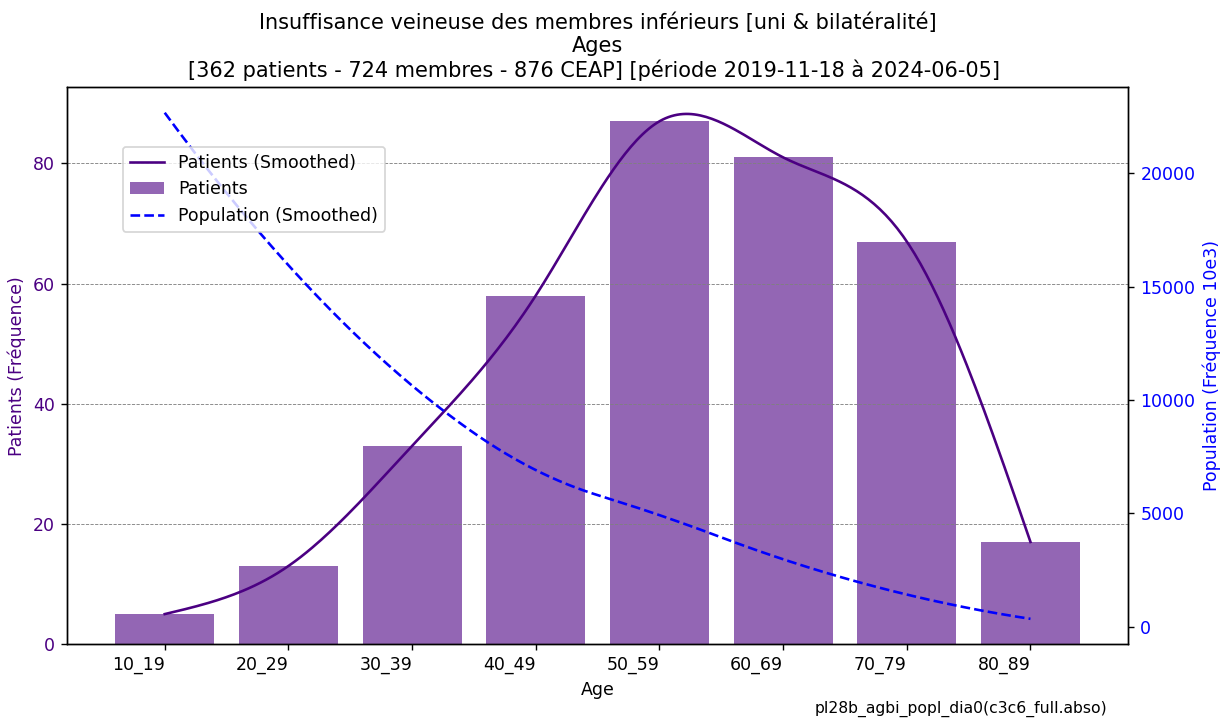 Insuffisance veineuse des membres inférieurs [uni & bilatéralité]
Ages
[362 patients - 724 membres - 876 CEAP] [période 2019-11-18 à 2024-06-05]
Patients (Smoothed)
Patients
Population (Smoothed)
Patients (Fréquence)
80
60
40
20
0
Population (Fréquence 10e3)
20000
15000
10000
5000
0
10_19 20_29 30_39 40_49 50_59 60_69 70_79 80_89
Age
pl28b_agbi_popl_dia0(c3c6_full.abso)